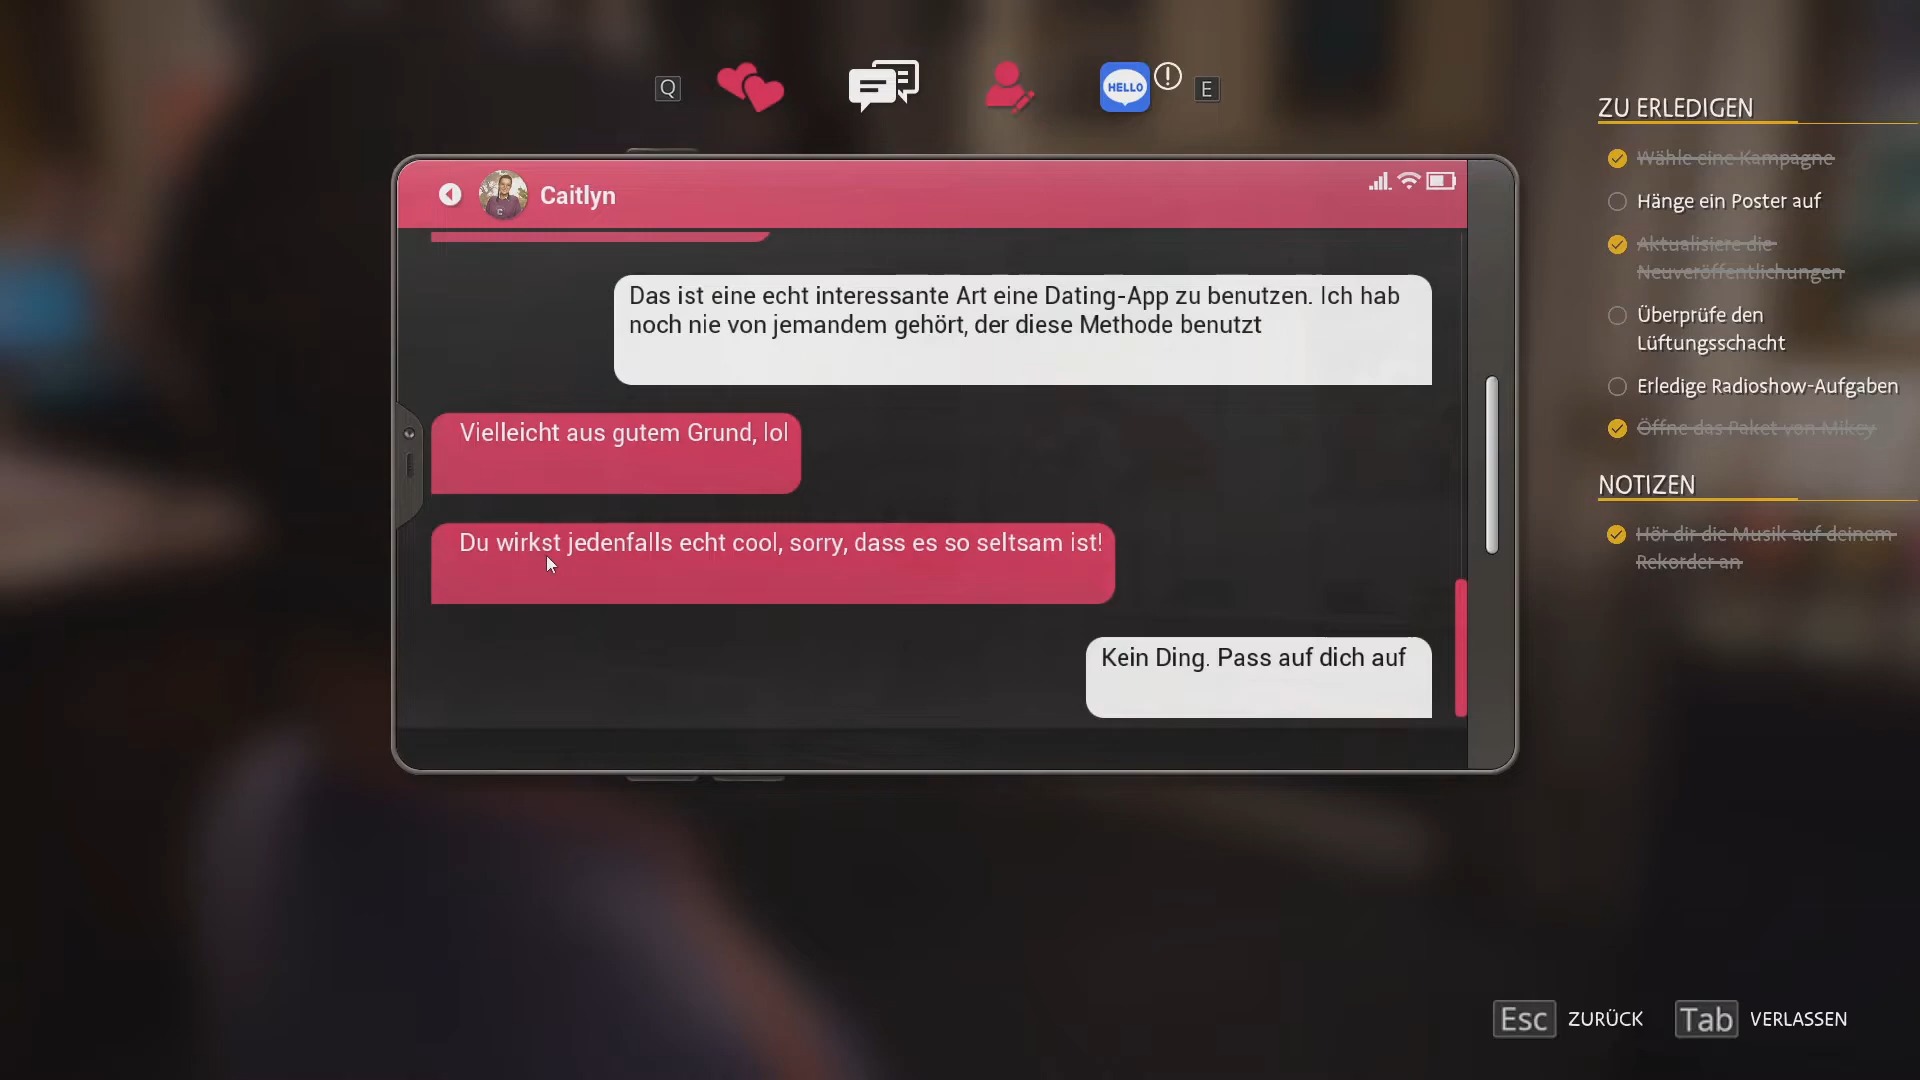 Q
HELLO
!
E
Caitlyn
Das ist eine echt interessante Art eine Dating-App zu benutzen. Ich hab
noch nie von jemandem gehört, der diese Methode benutzt
Vielleicht aus gutem Grund, lol
Du wirkst jedenfalls echt cool, sorry, dass es so seltsam ist!
Kein Ding. Pass auf dich auf
ZU ERLEDIGEN
Wähle eine Kampagne
Hänge ein Poster auf
Aktualisiere die
Neuveröffentlichungen
Überprüfe den
Lüftungsschacht
Erledige Radioshow-Aufgaben
Öffne das Paket von Mikey
NOTIZEN
Hör dir die Musik auf deinem
Rekorder an
Esc ZURÜCK Tab VERLASSEN